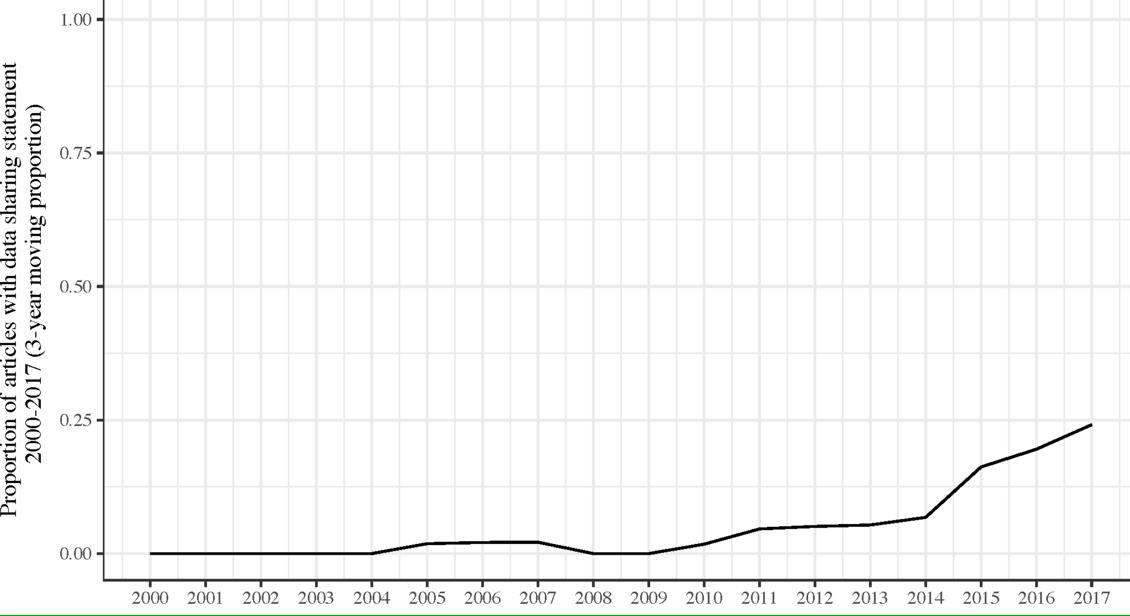 Proportion of articles with data sharing statement
2000-2017 (3-year moving proportion)
1.00
0.75
0.50
0.25
0.00
2000 2001 2002 2003 2004 2005 2006 2007 2008 2009 2010 2011 2012 2013 2014 2015 2016 2017